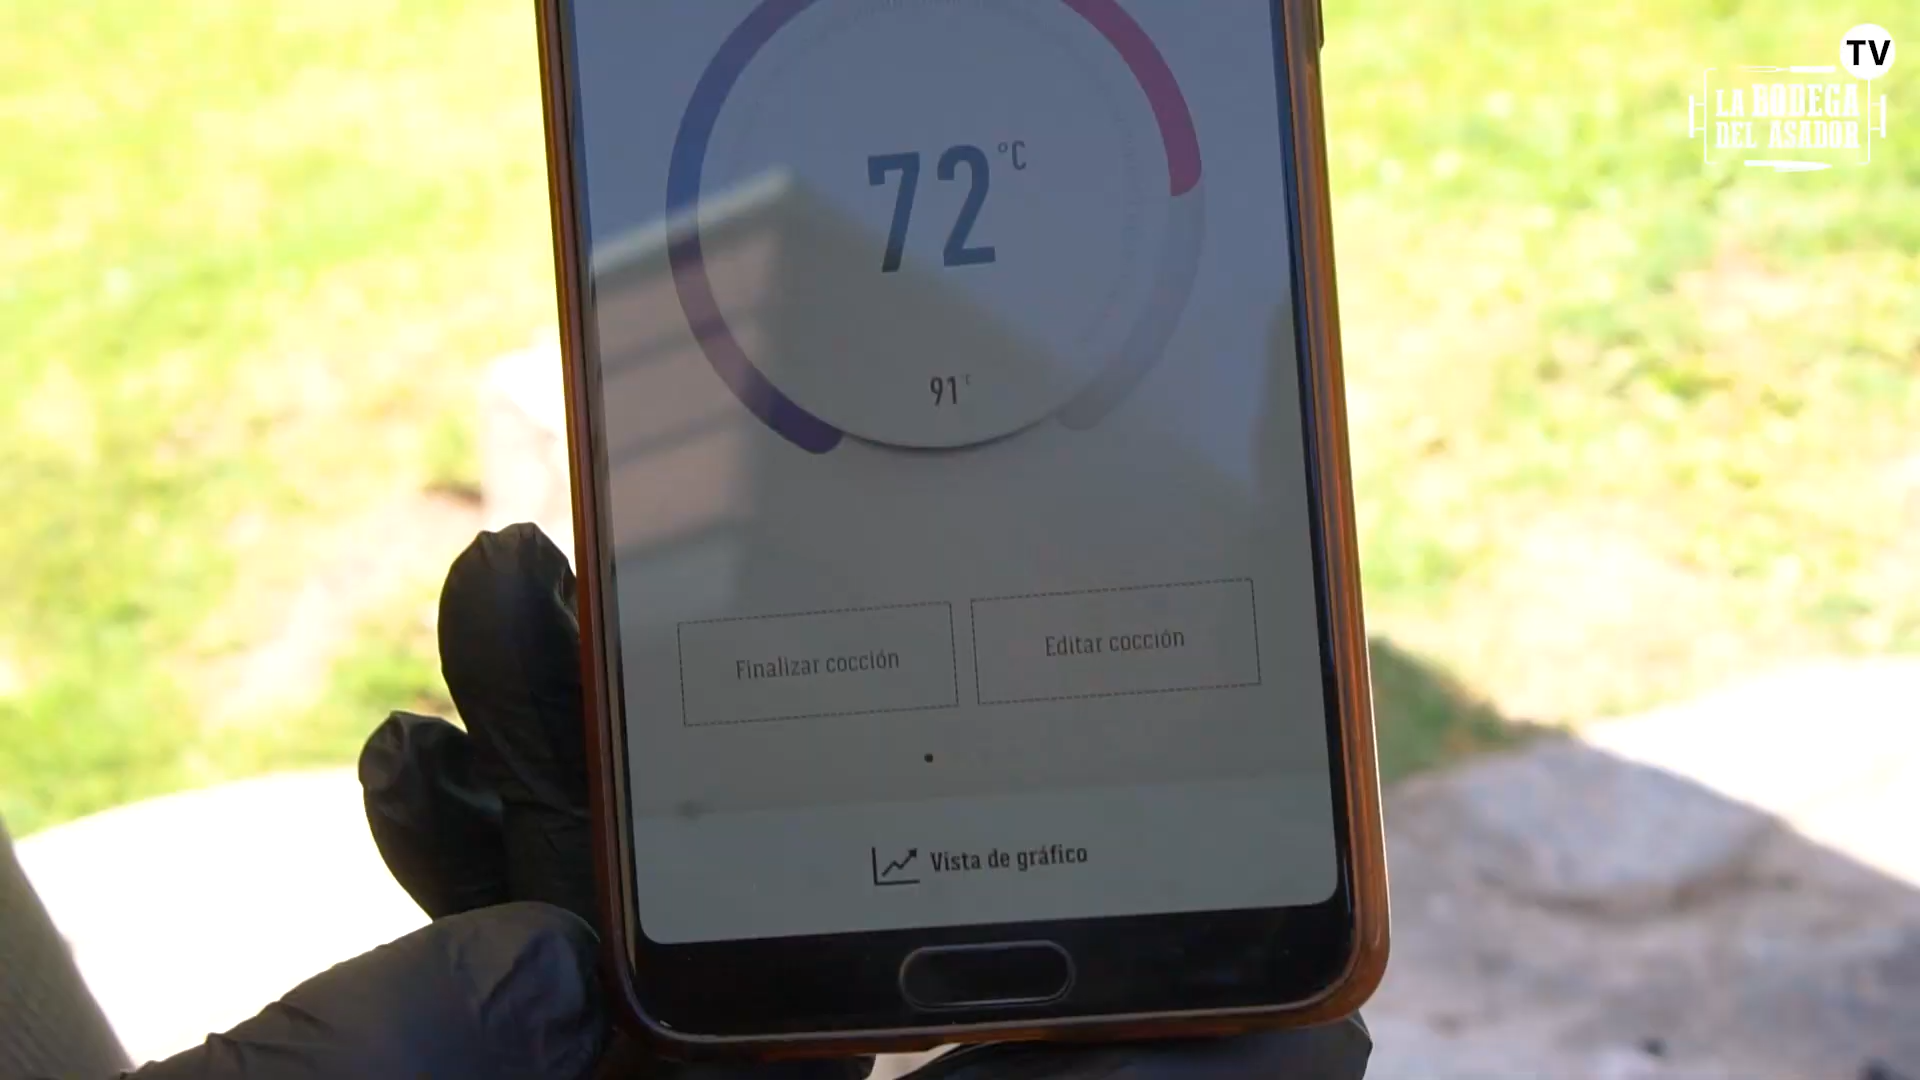 TV
LA BODEGA
DEL ASADOR
72 °C
91°
Finalizar cocción
Editar cocción
Vista de gráfico